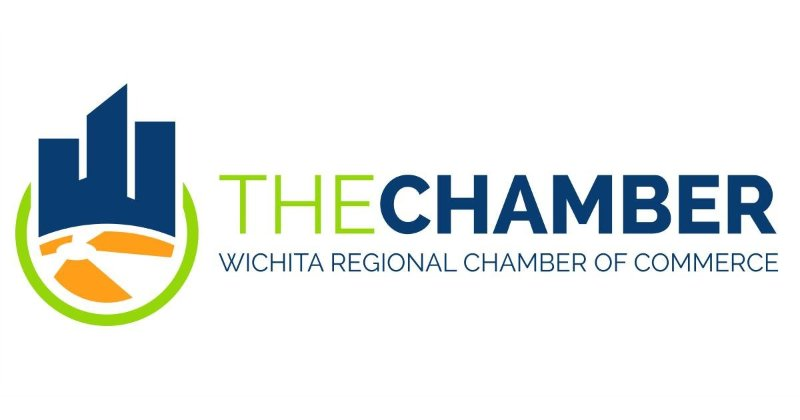 THECHAMBER
WICHITA REGIONAL CHAMBER OF COMMERCE